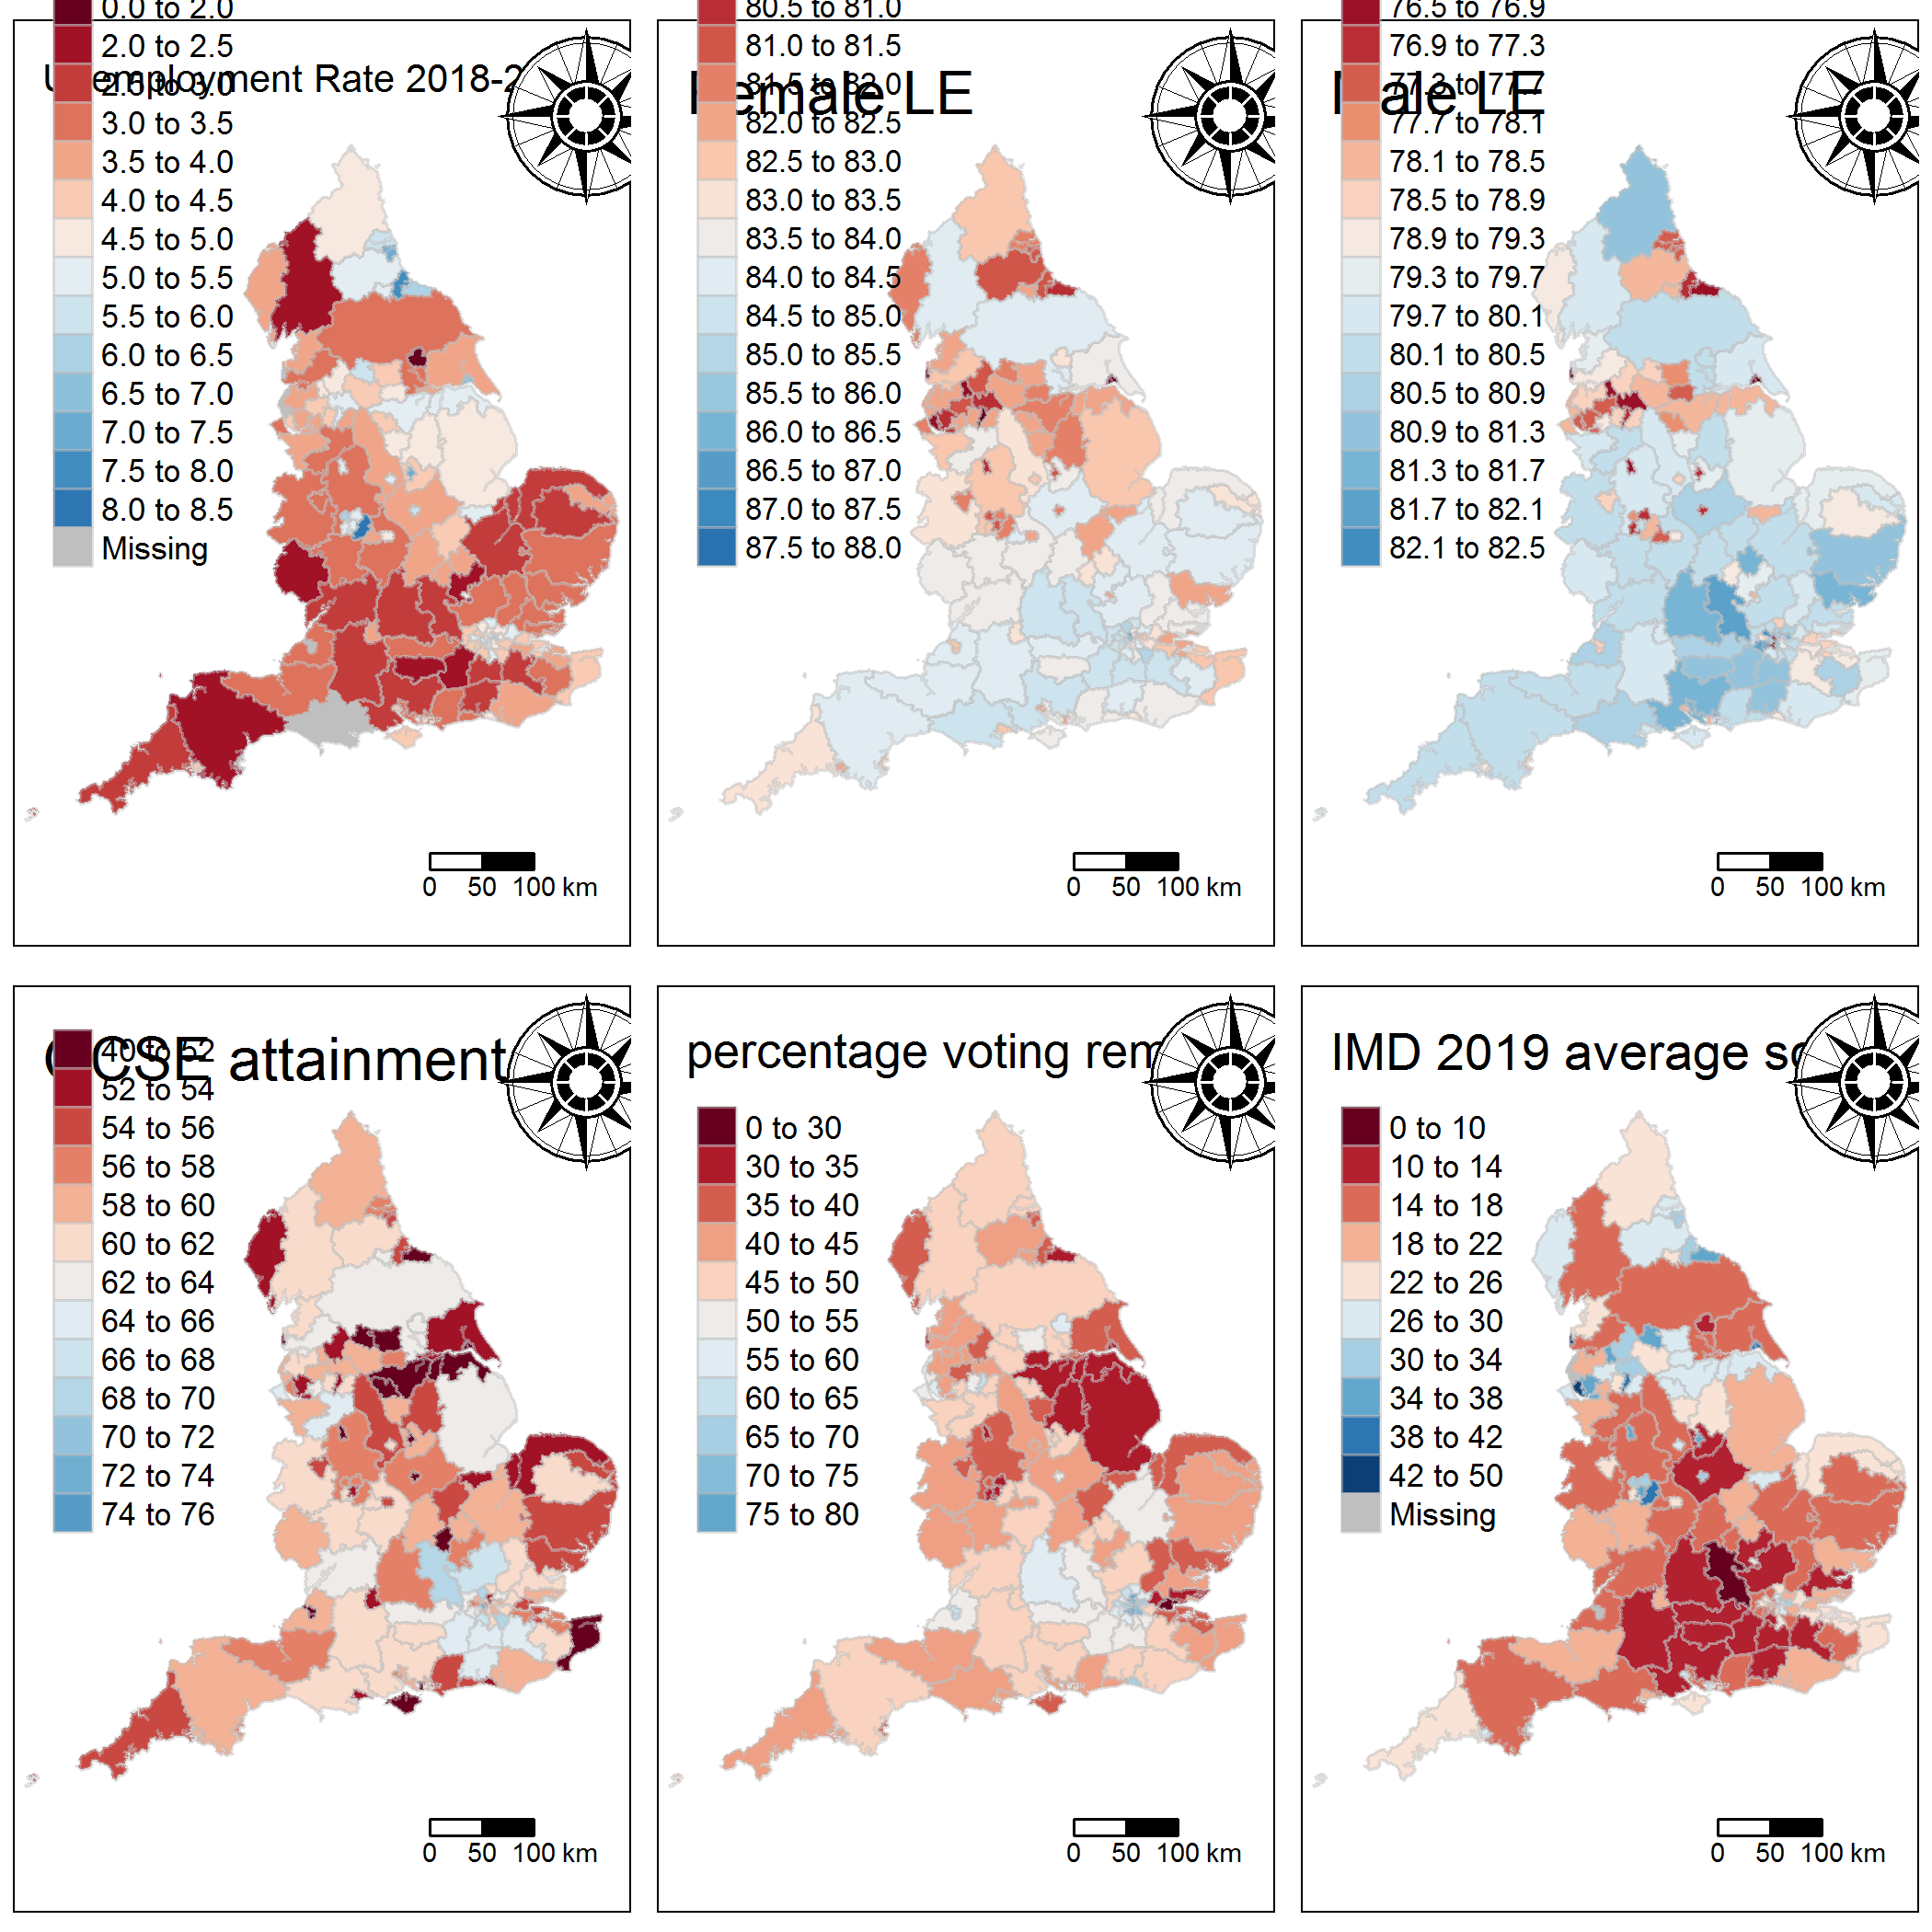 0.0 to 2.0
2.0 to 2.5
Unemployment Rate 2018-2
2.5 to 3.0
3.0 to 3.5
3.5 to 4.0
4.0 to 4.5
4.5 to 5.0
5.0 to 5.5
5.5 to 6.0
6.0 to 6.5
6.5 to 7.0
7.0 to 7.5
7.5 to 8.0
8.0 to 8.5
Missing
0 50 100 km
80.5 to 81.0
81.0 to 81.5
Female LE
81.5 to 82.0
82.0 to 82.5
82.5 to 83.0
83.0 to 83.5
83.5 to 84.0
84.0 to 84.5
84.5 to 85.0
85.0 to 85.5
85.5 to 86.0
86.0 to 86.5
86.5 to 87.0
87.0 to 87.5
87.5 to 88.0
0 50 100 km
76.5 to 76.9
76.9 to 77.3
Male LE
77.3 to 77.7
77.7 to 78.1
78.1 to 78.5
78.5 to 78.9
78.9 to 79.3
79.3 to 79.7
79.7 to 80.1
80.1 to 80.5
80.5 to 80.9
80.9 to 81.3
81.3 to 81.7
81.7 to 82.1
82.1 to 82.5
0 50 100 km
GCSE attainment
40 to 52
52 to 54
54 to 56
56 to 58
58 to 60
60 to 62
62 to 64
64 to 66
66 to 68
68 to 70
70 to 72
72 to 74
74 to 76
0 50 100 km
percentage voting rem
0 to 30
30 to 35
35 to 40
40 to 45
45 to 50
50 to 55
55 to 60
60 to 65
65 to 70
70 to 75
75 to 80
0 50 100 km
IMD 2019 average sc
0 to 10
10 to 14
14 to 18
18 to 22
22 to 26
26 to 30
30 to 34
34 to 38
38 to 42
42 to 50
Missing
0 50 100 km